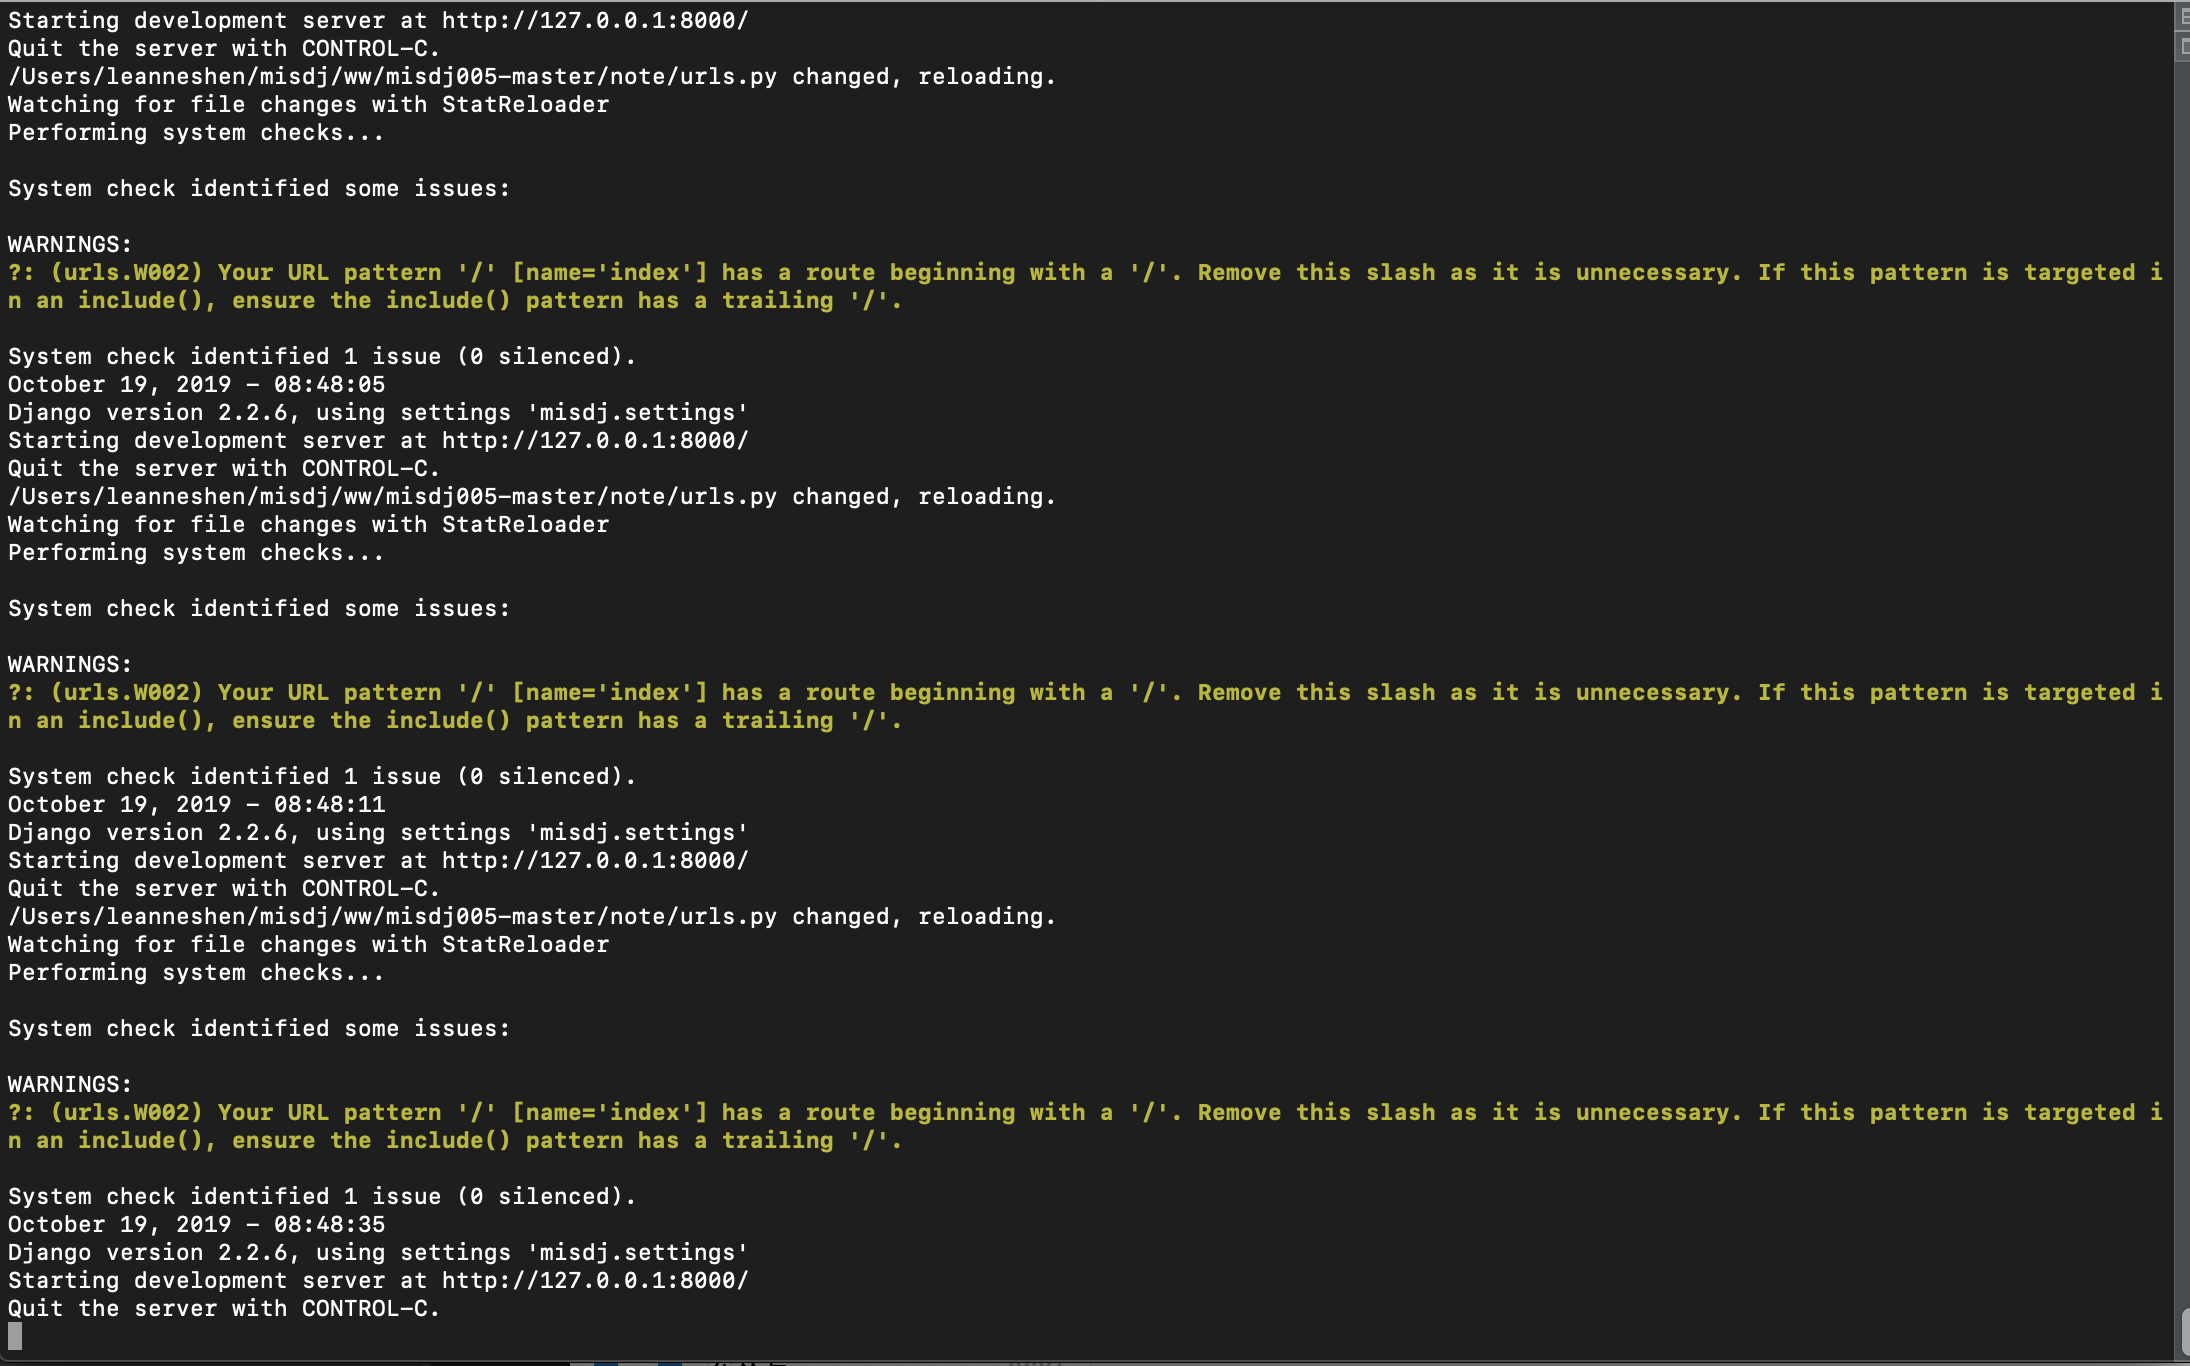 Starting development server at http://127.0.0.1:8000/
Quit the server with CONTROL-C.
/Users/leanneshen/misdj/ww/misdj005-master/note/urls.py changed, reloading.
Watching for file changes with StatReloader
Performing system checks...
System check identified some issues:
WARNINGS:
?: (urls.W002) Your URL pattern '/' [name='index'] has a route beginning with a '/'. Remove this slash as it is unnecessary. If this pattern is targeted i
n an include(), ensure the include() pattern has a trailing '/'.
System check identified 1 issue (0 silenced).
October 19, 2019 - 08:48:05
Django version 2.2.6, using settings 'misdj.settings'
Starting development server at http://127.0.0.1:8000/
Quit the server with CONTROL-C.
/Users/leanneshen/misdj/ww/misdj005-master/note/urls.py changed, reloading.
Watching for file changes with StatReloader
Performing system checks...
System check identified some issues:
WARNINGS:
?: (urls.W002) Your URL pattern '/' [name='index'] has a route beginning with a '/'. Remove this slash as it is unnecessary. If this pattern is targeted i
n an include(), ensure the include() pattern has a trailing '/'.
System check identified 1 issue (0 silenced).
October 19, 2019 - 08:48:11
Django version 2.2.6, using settings 'misdj.settings'
Starting development server at http://127.0.0.1:8000/
Quit the server with CONTROL-C.
/Users/leanneshen/misdj/ww/misdj005-master/note/urls.py changed, reloading.
Watching for file changes with StatReloader
Performing system checks...
System check identified some issues:
WARNINGS:
?: (urls.W002) Your URL pattern '/' [name='index'] has a route beginning with a '/'. Remove this slash as it is unnecessary. If this pattern is targeted i
n an include(), ensure the include() pattern has a trailing '/'.
System check identified 1 issue (0 silenced).
October 19, 2019 - 08:48:35
Django version 2.2.6, using settings 'misdj.settings'
Starting development server at http://127.0.0.1:8000/
Quit the server with CONTROL-C.